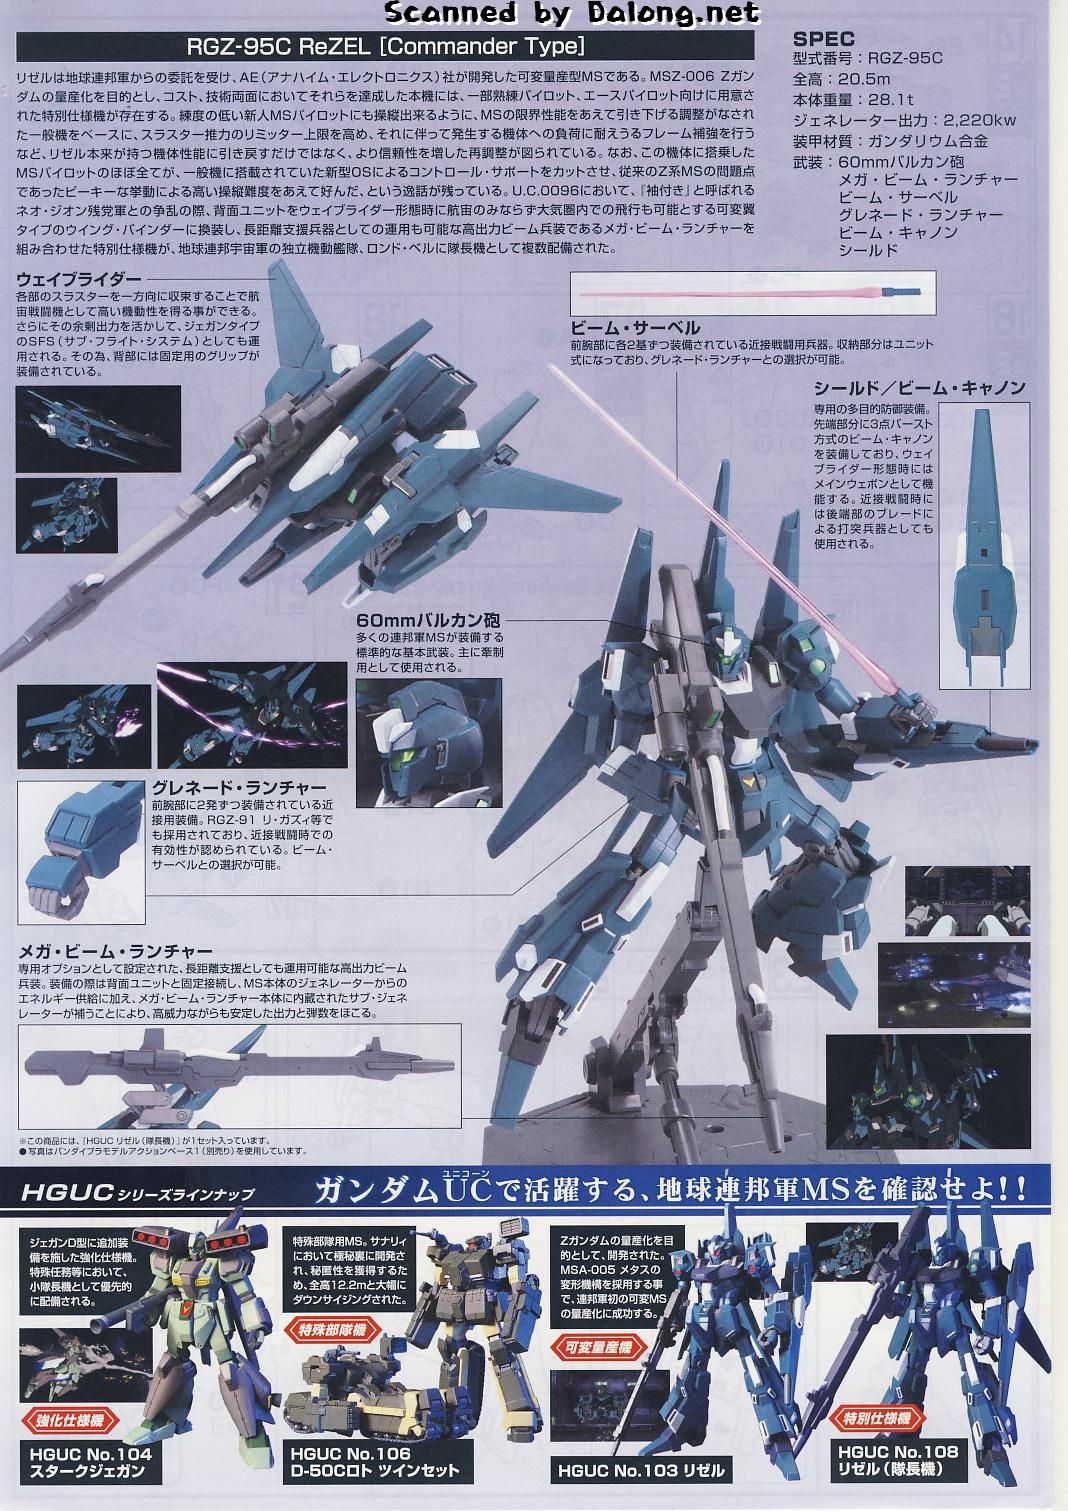 Scanned by Dalong.net
RGZ-95C ReZEL [Commander Type]
リゼルは地球連邦軍からの委託を受け、AE(アナハイム・エレクトロニクス)社が開発した可変量産型MSである。MSZ-006 Zガン
ダムの量産化を目的とし、コスト、技術両面においてそれらを達成した本機には、一部熟練パイロット、エースパイロット向けに用意さ
れた特別仕様機が存在する。練度の低い新人MSパイロットにも操縦出来るように、MSの限界性能をあえて引き下げる調整がなされ
た一般機をベースに、スラスター推力のリミッター上限を高め、それに伴って発生する機体への負荷に耐えうるフレーム補強を行う
など、リゼル本来が持つ機体性能に引き戻すだけではなく、より信頼性を増した再調整が図られている。なお、この機体に搭乗した
MSパイロットのほぼ全てが、一般機に搭載されていた新型OSによるコントロール・サポートをカットさせ、従来のZ系MSの問題点
であったピーキーな挙動による高い操縦難度をあえて好んだ、という逸話が残っている。U.C.0096において、『袖付き』と呼ばれる
ネオ・ジオン残党軍との争乱の際、背面ユニットをウェイブライダー形態時に航宙のみならず大気圏内での飛行も可能とする可変翼
タイプのウイング・バインダーに換装し、長距離支援兵器としての運用も可能な高出力ビーム兵装であるメガ・ビーム・ランチャーを
組み合わせた特別仕様機が、地球連邦宇宙軍の独立機動艦隊、ロンド・ベルに隊長機として複数配備された。
SPEC
型式番号：RGZ-95C
全高：20.5m
本体重量：28.1t
ジェネレーター出力：2,220kw
装甲材質：ガンダリウム合金
武装：60mmバルカン砲
メガ・ビーム・ランチャー
ビーム・サーベル
グレネード・ランチャー
ビーム・キャノン
シールド
ウェイブライダー
各部のスラスターを一方向に収束することで航
宙戦闘機として高い機動性を得る事ができる。
さらにその余剰出力を活かして、ジェガンタイプ
のSFS(サブ・フライト・システム)としても運
用される。その為、背部には固定用のグリップが
装備されている。
ビーム・サーベル
前腕部に各2基ずつ装備されている近接戦闘用兵器。収納部分はユニット
式になっており、グレネード・ランチャーとの選択が可能。
シールド／ビーム・キャノン
専用の多目的防御装備。
先端部分に3点バースト
方式のビーム・キャノン
を装備しており、ウェイ
ブライダー形態時には
メインウェポンとして機
能する。近接戦闘時に
は後端部のブレードに
よる打突兵器としても
使用される。
60mmバルカン砲
多くの連邦軍MSが装備する
標準的な基本武装。主に牽制
用として使用される。
グレネード・ランチャー
前腕部に2発ずつ装備されている近
接用装備。RGZ-91 リ・ガズィ等で
も採用されており、近接戦闘時での
有効性が認められている。ビーム・
サーベルとの選択が可能。
メガ・ビーム・ランチャー
専用オプションとして設定された、長距離支援としても運用可能な高出力ビーム
兵装。装備の際は背面ユニットと固定接続し、MS本体のジェネレーターからの
エネルギー供給に加え、メガ・ビーム・ランチャー本体に内蔵されたサブ・ジェネ
レーターが補うことにより、高威力ながらも安定した出力と弾数をほこる。
※この商品には、「HGUC リゼル(隊長機)」が1セット入っています。
●写真はバンダイプラモデルアクションベース1(別売り)を使用しています。
HGUCシリーズラインナップ
ユニコーン
ガンダムUCで活躍する、地球連邦軍MSを確認せよ!!
ジェガンD型に追加装
備を施した強化仕様機。
特殊任務等において、
小隊長機として優先的
に配備される。
強化仕様機
HGUC No.104
スタークジェガン
特殊部隊用MS。サナリィ
において極秘裏に開発さ
れ、秘匿性を獲得するた
め、全高12.2mと大幅に
ダウンサイジングされた。
特殊部隊機
HGUC No.106
D-50Cロト ツインセット
Zガンダムの量産化を目
的として、開発された。
MSA-005 メタスの
変形機構を採用する事
で、連邦軍初の可変MS
の量産化に成功する。
可変量産機
HGUC No.103 リゼル
特別仕様機
HGUC No.108
リゼル(隊長機)